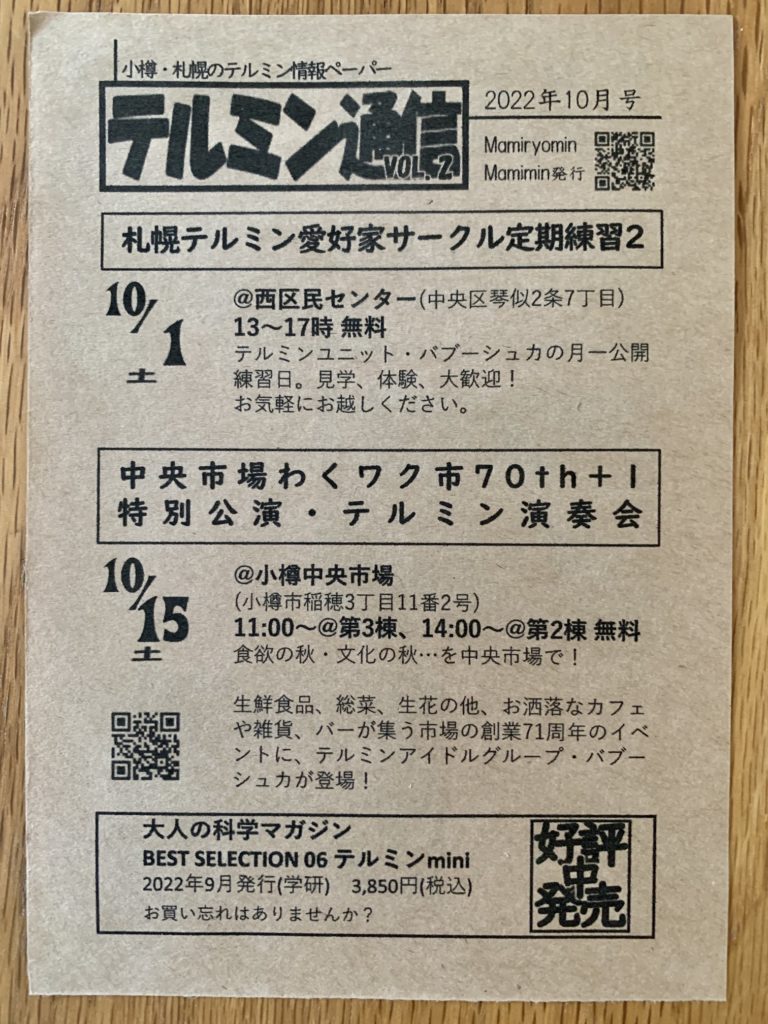 小樽・札幌のテルミン情報ペーパー
テルミン通信
VOL.2
2022年10月号
Mamiryomin
Mamimin発行
札幌テルミン愛好家サークル定期練習2
10/1
土
@西区民センター(中央区琴似2条7丁目)
13～17時 無料
テルミンユニット・バブーシュカの月一公開
練習日。見学、体験、大歓迎！
お気軽にお越しください。
中央市場わくワク市70th+1
特別公演・テルミン演奏会
10/15
土
@小樽中央市場
(小樽市稲穂3丁目11番2号)
11:00～@第3棟、14:00～@第2棟 無料
食欲の秋・文化の秋…を中央市場で！
生鮮食品、総菜、生花の他、お洒落なカフェ
や雑貨、バーが集う市場の創業71周年のイベ
ントに、テルミンアイドルグループ・バブー
シュカが登場！
大人の科学マガジン
BEST SELECTION 06 テルミンmini
2022年9月発行(学研) 3,850円(税込)
お買い忘れはありませんか？
好評
中
発売